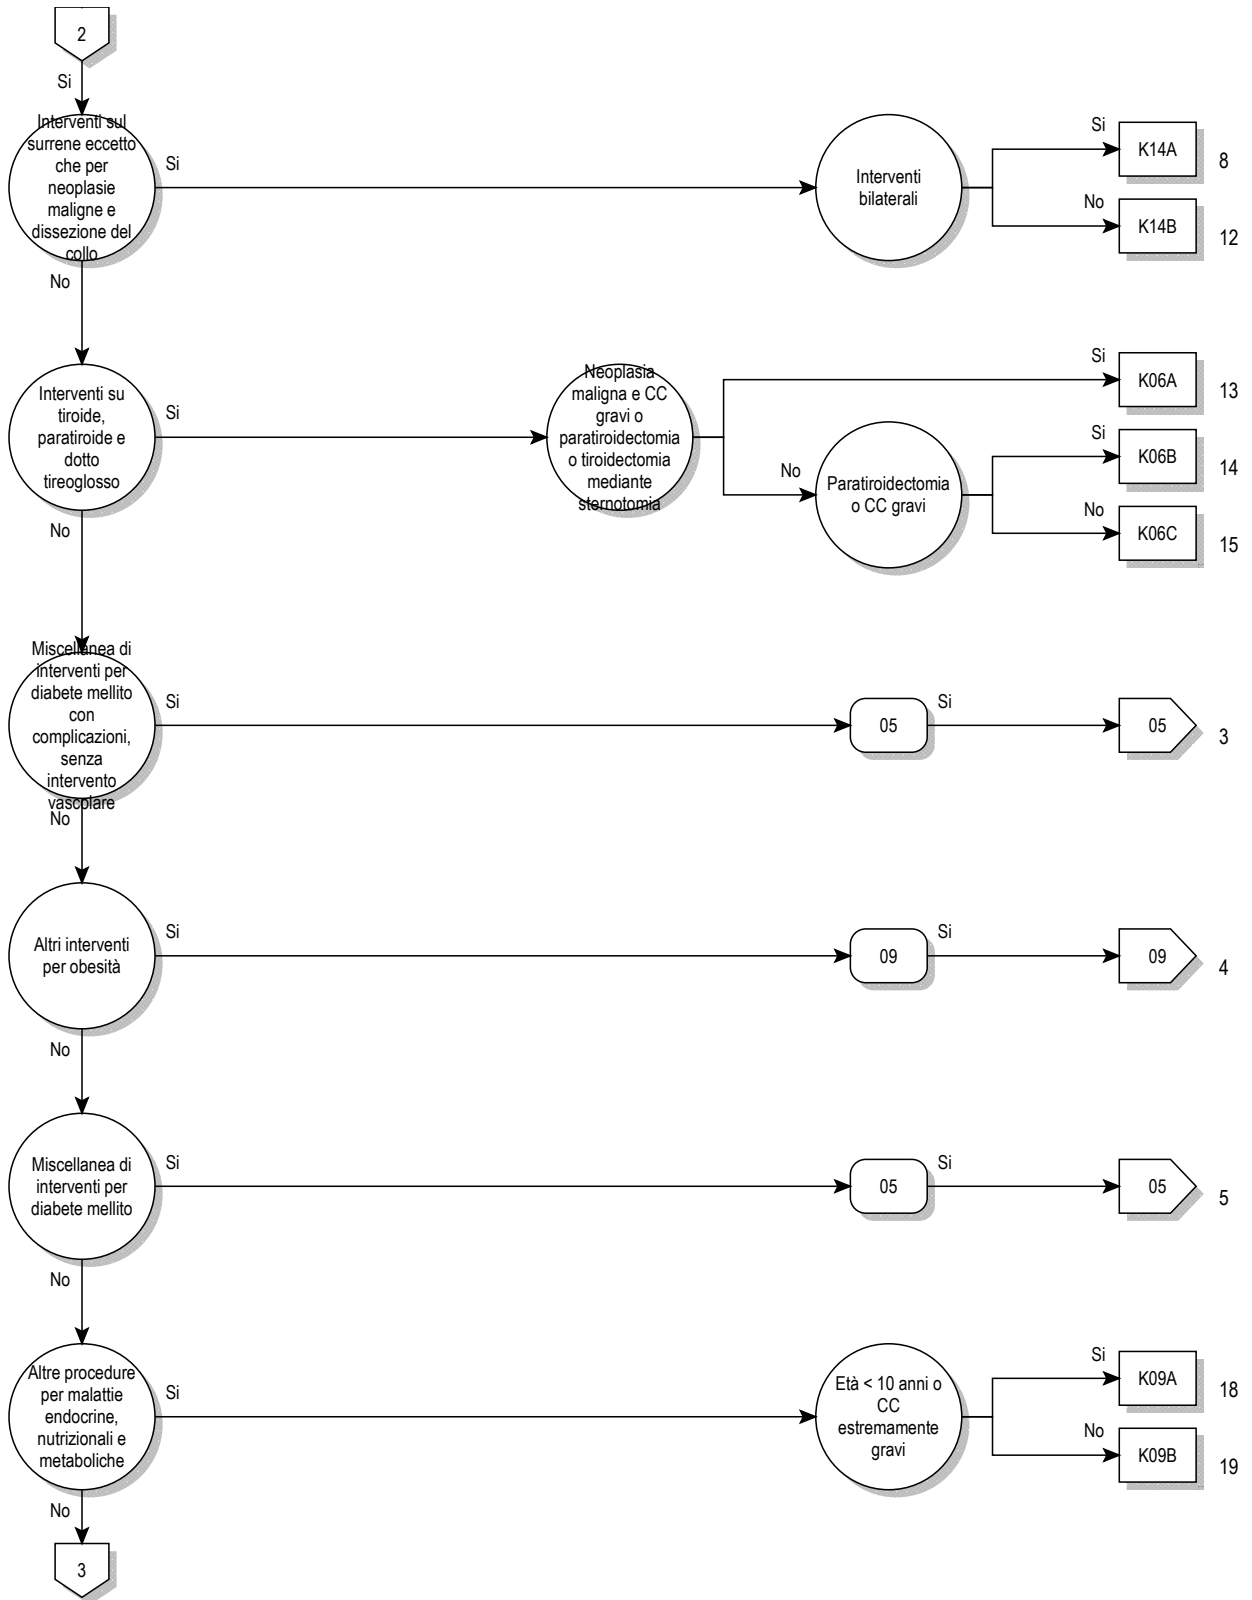 2
Si
Interventi sul
surrene eccetto
che per
neoplasie
maligne e
dissezione del
collo
Si
Interventi
bilaterali
Si
K14A
8
No
K14B
12
No
Interventi su
tiroide,
paratiroide e
dotto
tireoglosso
Si
Neoplasia
maligna e CC
gravi o
paratiroidectomia
o tiroidectomia
mediante
sternotomia
Si
K06A
13
No
Paratiroidectomia
o CC gravi
Si
K06B
14
No
K06C
15
No
Miscellanea di
interventi per
diabete mellito
con
complicazioni,
senza
intervento
vascolare
Si
05
Si
05
3
No
Altri interventi
per obesità
Si
09
Si
09
4
No
Miscellanea di
interventi per
diabete mellito
Si
05
Si
05
5
No
Altre procedure
per malattie
endocrine,
nutrizionali e
metaboliche
Si
Età < 10 anni o
CC
estremamente
gravi
Si
K09A
18
No
K09B
19
No
3